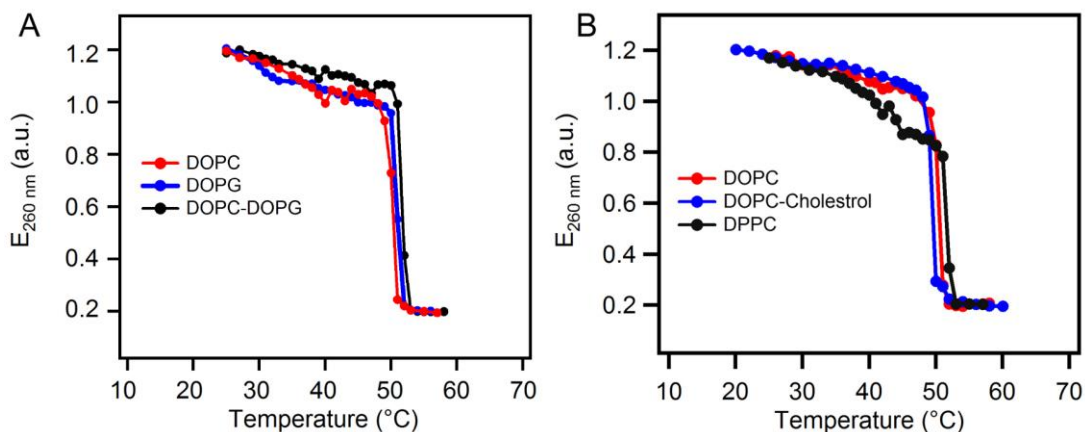 A
E260 nm (a.u.)
1.2
1.0
0.8
0.6
0.4
0.2
DOPC
DOPG
DOPC-DOPG
10 20 30 40 50 60 70
Temperature (°C)
B
E260 nm (a.u.)
1.2
1.0
0.8
0.6
0.4
0.2
DOPC
DOPC-Cholestrol
DPPC
10 20 30 40 50 60 70
Temperature (°C)